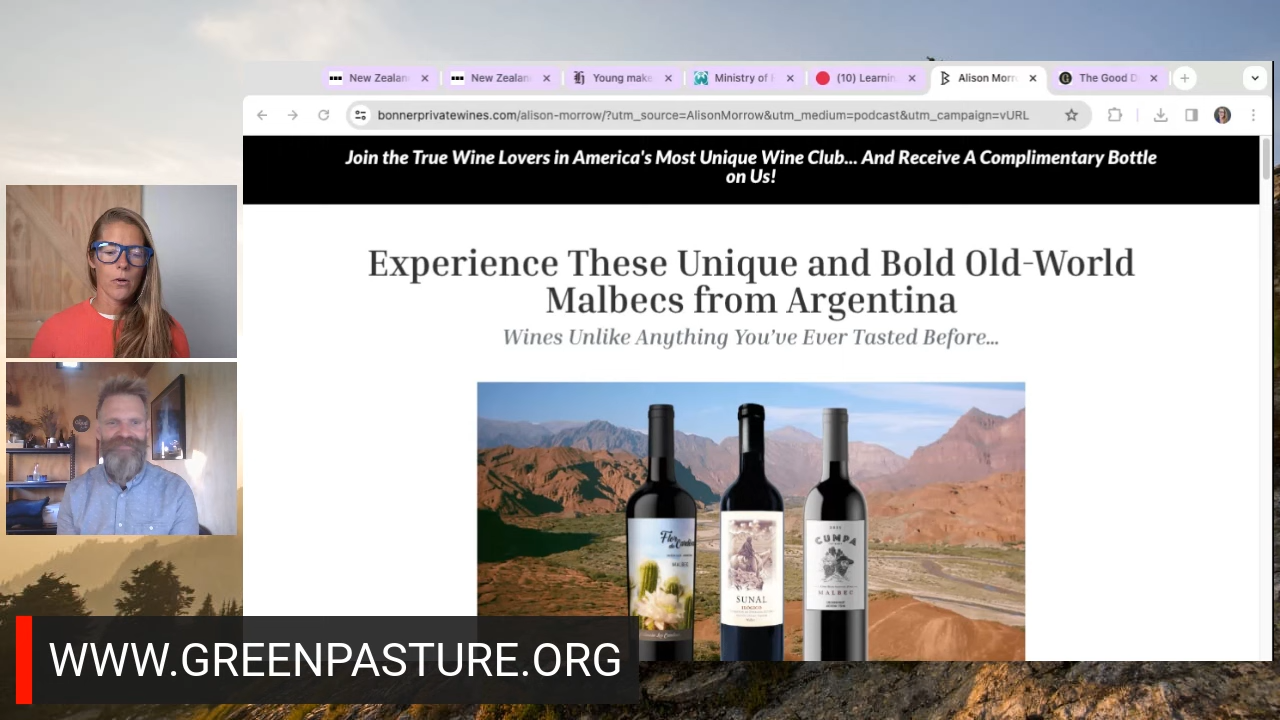 New Zealan
New Zealan
Young make
Ministry of F
(10) Learnin
Alison Morr
The Good D
bonnerprivatewines.com/alison-morrow/?utm_source=AlisonMorrow&utm_medium=podcast&utm_campaign=vURL
Join the True Wine Lovers in America's Most Unique Wine Club... And Receive A Complimentary Bottle
on Us!
Experience These Unique and Bold Old-World
Malbecs from Argentina
Wines Unlike Anything You've Ever Tasted Before...
SUNAL
CUMPA
MALBEC
WWW.GREENPASTURE.ORG